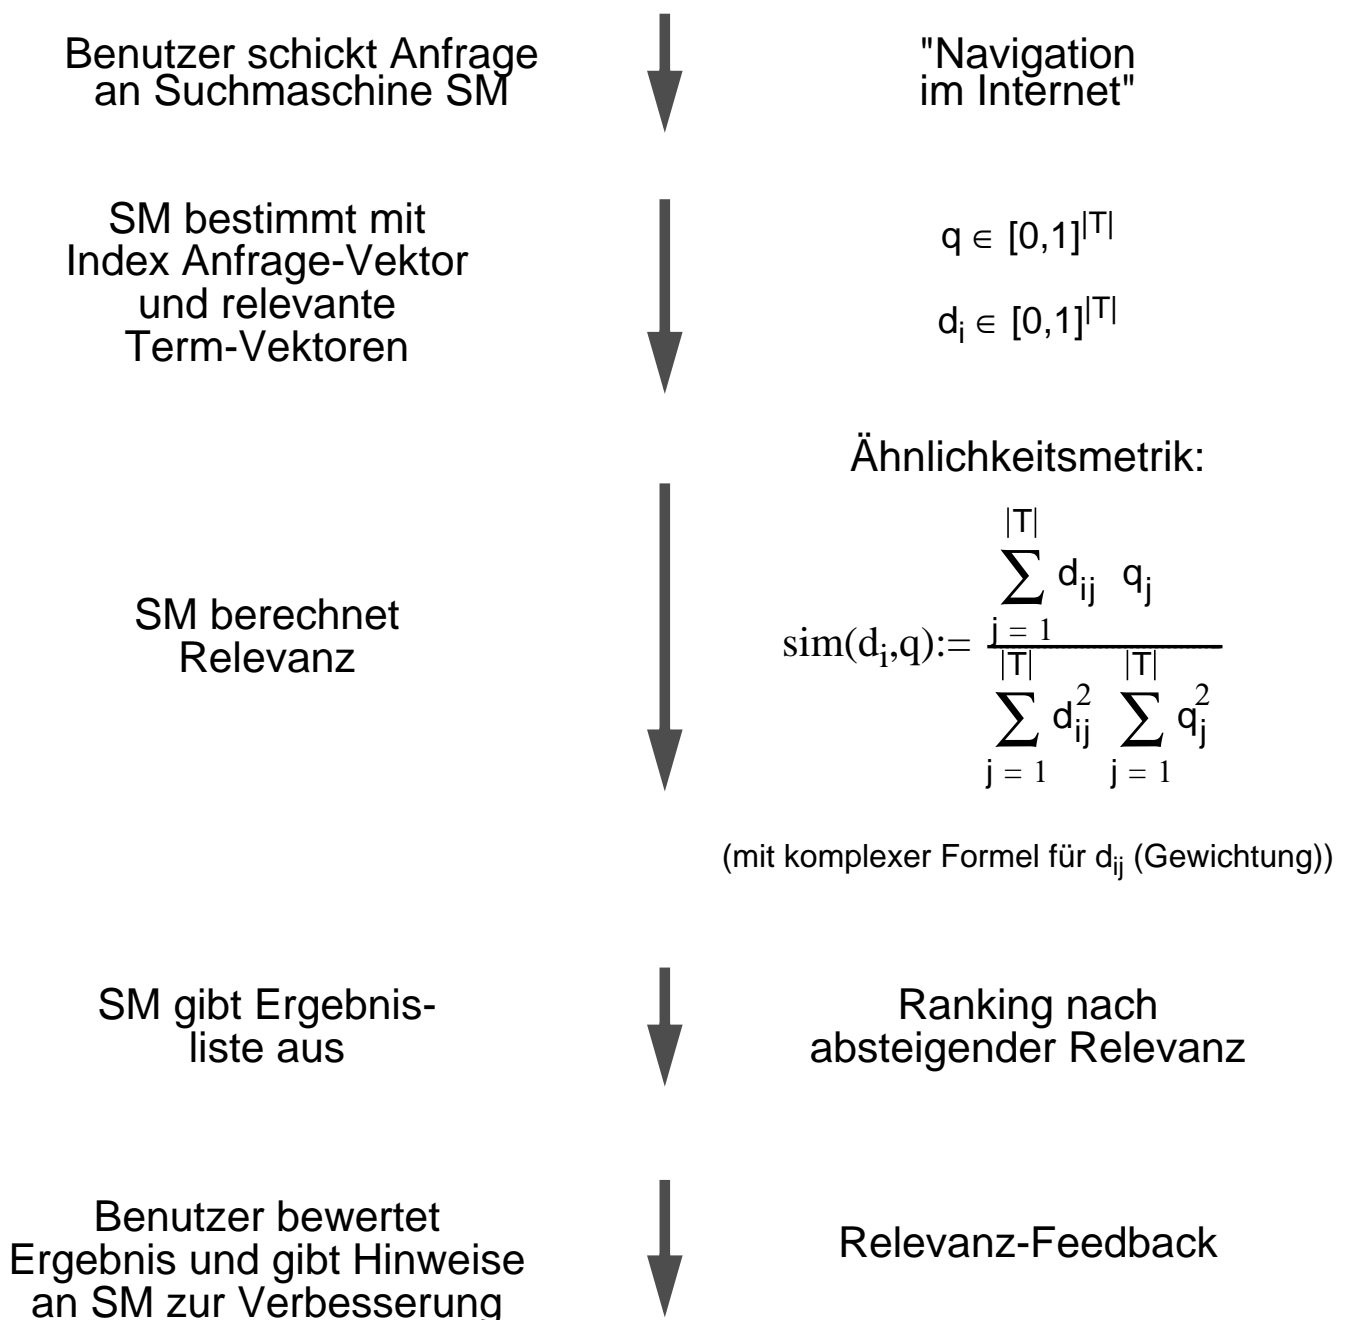 Benutzer schickt Anfrage
an Suchmaschine SM
"Navigation
im Internet"
SM bestimmt mit
Index Anfrage-Vektor
und relevante
Term-Vektoren
q ∈ [0,1]^|T|
d_i ∈ [0,1]^|T|
SM berechnet
Relevanz
Ähnlichkeitsmetrik:
|T|
∑ d_ij q_j
j = 1
sim(d_i,q):=
|T| |T|
∑ d_ij^2 ∑ q_j^2
j = 1 j = 1
(mit komplexer Formel für d_ij (Gewichtung))
SM gibt Ergebnis-
liste aus
Ranking nach
absteigender Relevanz
Benutzer bewertet
Ergebnis und gibt Hinweise
an SM zur Verbesserung
Relevanz-Feedback